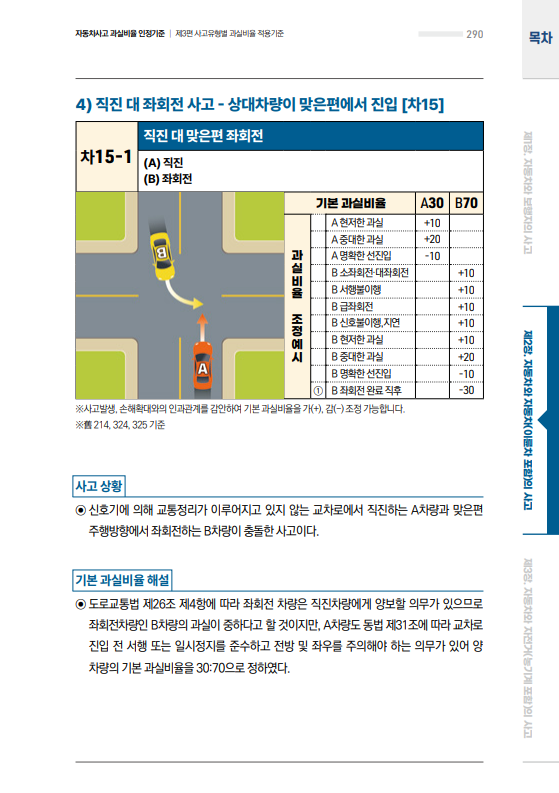 자동차사고 과실비율 인정기준 | 제3편 사고유형별 과실비율 적용기준
290
목차
4) 직진 대 좌회전 사고 - 상대차량이 맞은편에서 진입 [차15]
차15-1
직진 대 맞은편 좌회전
(A) 직진
(B) 좌회전
기본 과실비율 A30 B70
과실비율 조정예시
A 현저한 과실 +10
A 중대한 과실 +20
A 명확한 선진입 -10
B 소좌회전·대좌회전 +10
B 서행불이행 +10
B 급좌회전 +10
B 신호불이행, 지연 +10
B 현저한 과실 +10
B 중대한 과실 +20
B 명확한 선진입 -10
① B 좌회전 완료 직후 -30
B
A
※사고발생, 손해확대와의 인과관계를 감안하여 기본 과실비율을 가(+), 감(-) 조정 가능합니다.
※舊 214, 324, 325 기준
사고 상황
◉ 신호기에 의해 교통정리가 이루어지고 있지 않는 교차로에서 직진하는 A차량과 맞은편
주행방향에서 좌회전하는 B차량이 충돌한 사고이다.
기본 과실비율 해설
◉ 도로교통법 제26조 제4항에 따라 좌회전 차량은 직진차량에게 양보할 의무가 있으므로
좌회전차량인 B차량의 과실이 중하다고 할 것이지만, A차량도 동법 제31조에 따라 교차로
진입 전 서행 또는 일시정지를 준수하고 전방 및 좌우를 주의해야 하는 의무가 있어 양
차량의 기본 과실비율을 30:70으로 정하였다.
제1장. 자동차와 보행자의 사고
제2장. 자동차와 자동차(이륜차 포함)의 사고
제3장. 자동차와 자전거(농기계 포함)의 사고